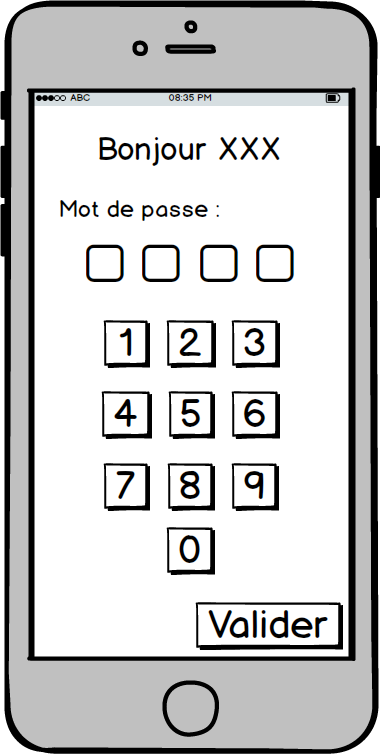 ABC 08:35 PM
Bonjour XXX
Mot de passe :
1 2 3
4 5 6
7 8 9
0
Valider